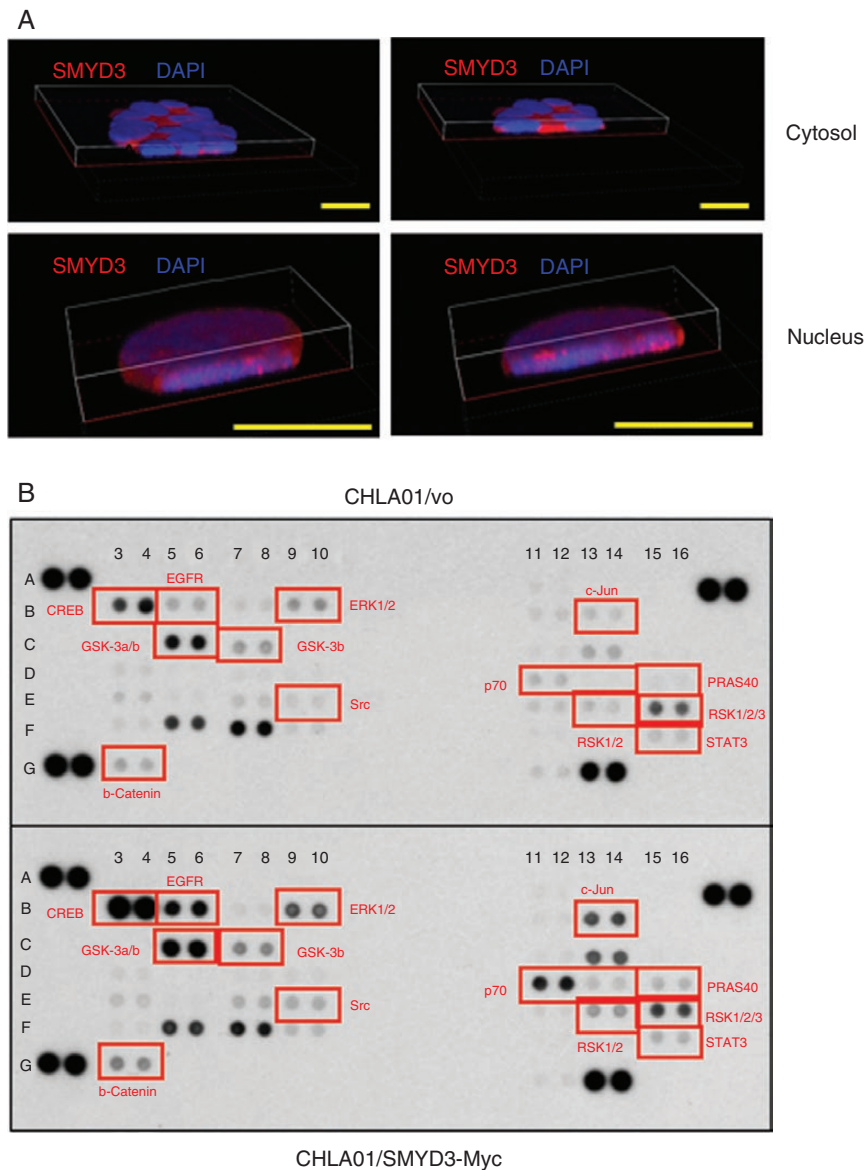 A
SMYD3 DAPI
SMYD3 DAPI
Cytosol
SMYD3 DAPI
SMYD3 DAPI
Nucleus
B
CHLA01/vo
3 4 5 6 7 8 9 10 11 12 13 14 15 16
A
EGFR
c-Jun
B
CREB
ERK1/2
C
GSK-3a/b
GSK-3b
D
p70
PRAS40
E
Src
RSK1/2/3
F
RSK1/2
STAT3
G
b-Catenin
3 4 5 6 7 8 9 10 11 12 13 14 15 16
A
EGFR
c-Jun
B
CREB
ERK1/2
C
GSK-3a/b
GSK-3b
D
p70
PRAS40
E
Src
RSK1/2/3
F
RSK1/2
STAT3
G
b-Catenin
CHLA01/SMYD3-Myc